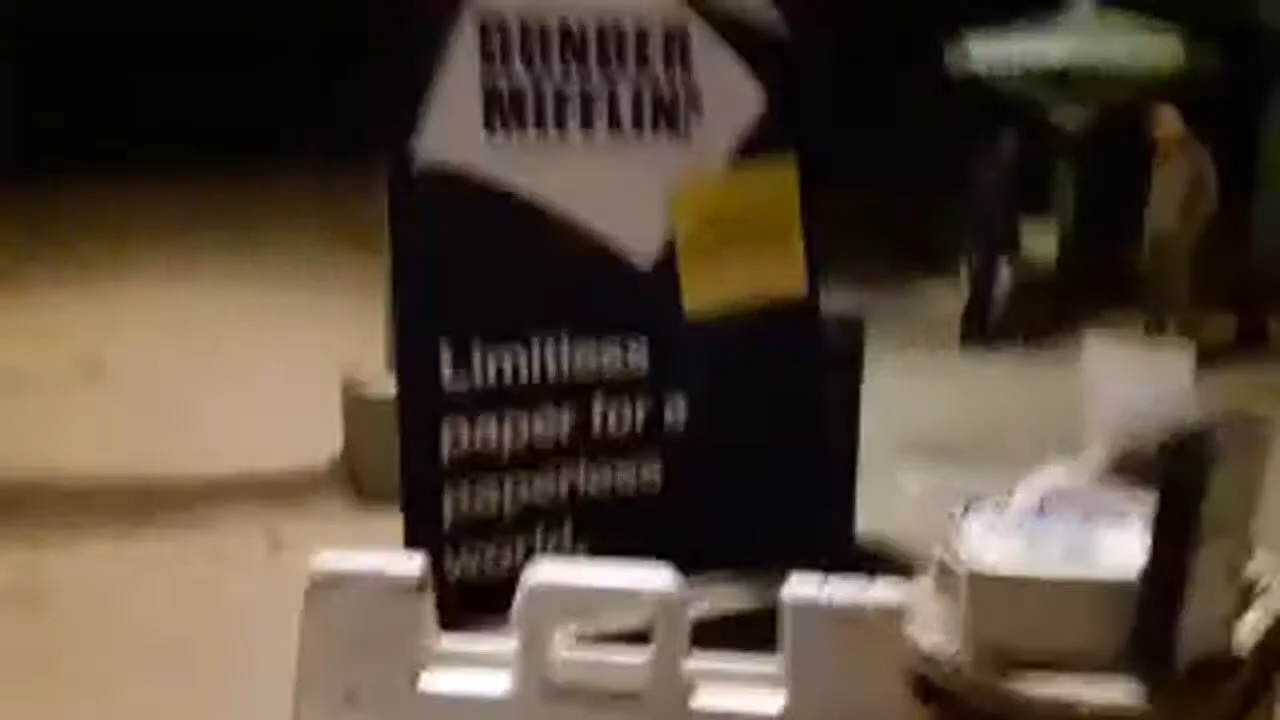 DUNDER
MIFFLIN
Limitless
paper for a
paperless
world.